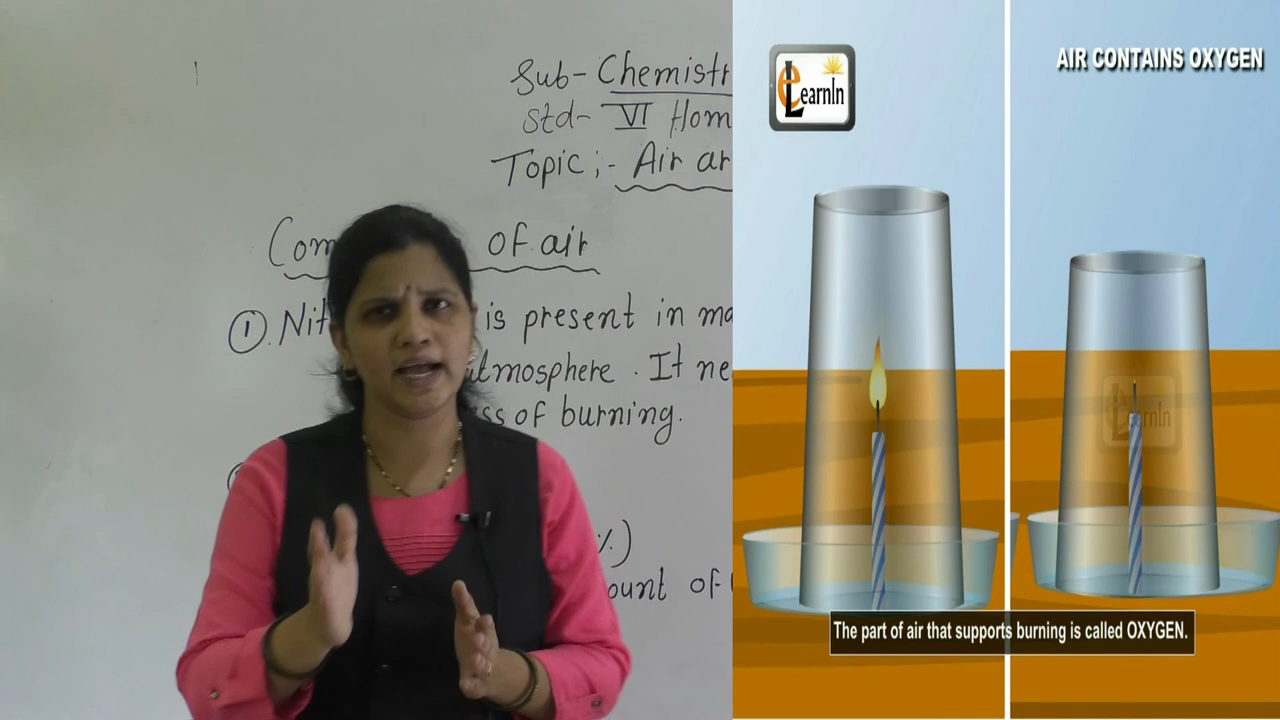 Sub- Chemistr
Std- VI Hom
Topic :- Air ar
Com of air
① Nit is present in ma
atmosphere. It ne
ss of burning.
%)
ount of
eLearnIn
AIR CONTAINS OXYGEN
eLearnIn
The part of air that supports burning is called OXYGEN.